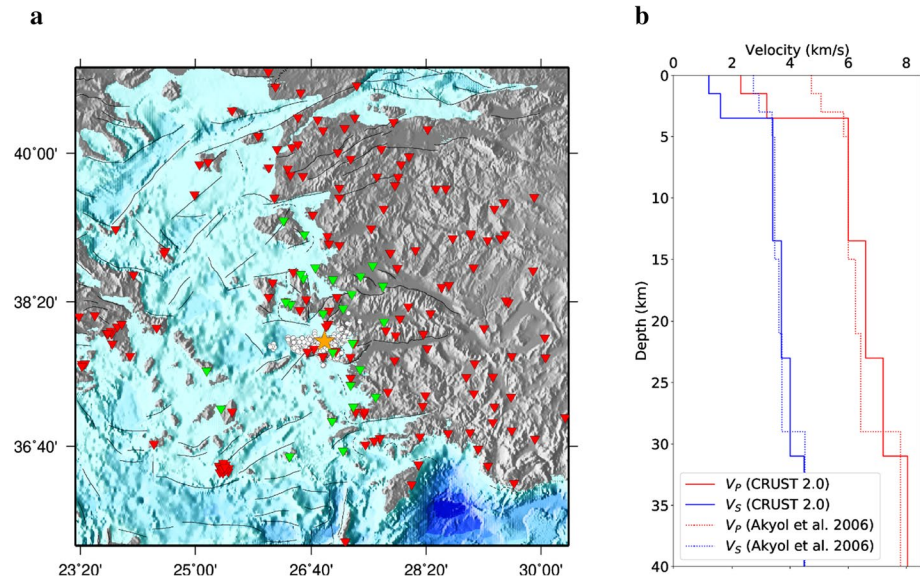 a
b
Velocity (km/s)
0 2 4 6 8
0
5
10
15
20
25
30
35
40
Depth (km)
40°00'
38°20'
36°40'
23°20' 25°00' 26°40' 28°20' 30°00'
V_P (CRUST 2.0)
V_S (CRUST 2.0)
V_P (Akyol et al. 2006)
V_S (Akyol et al. 2006)